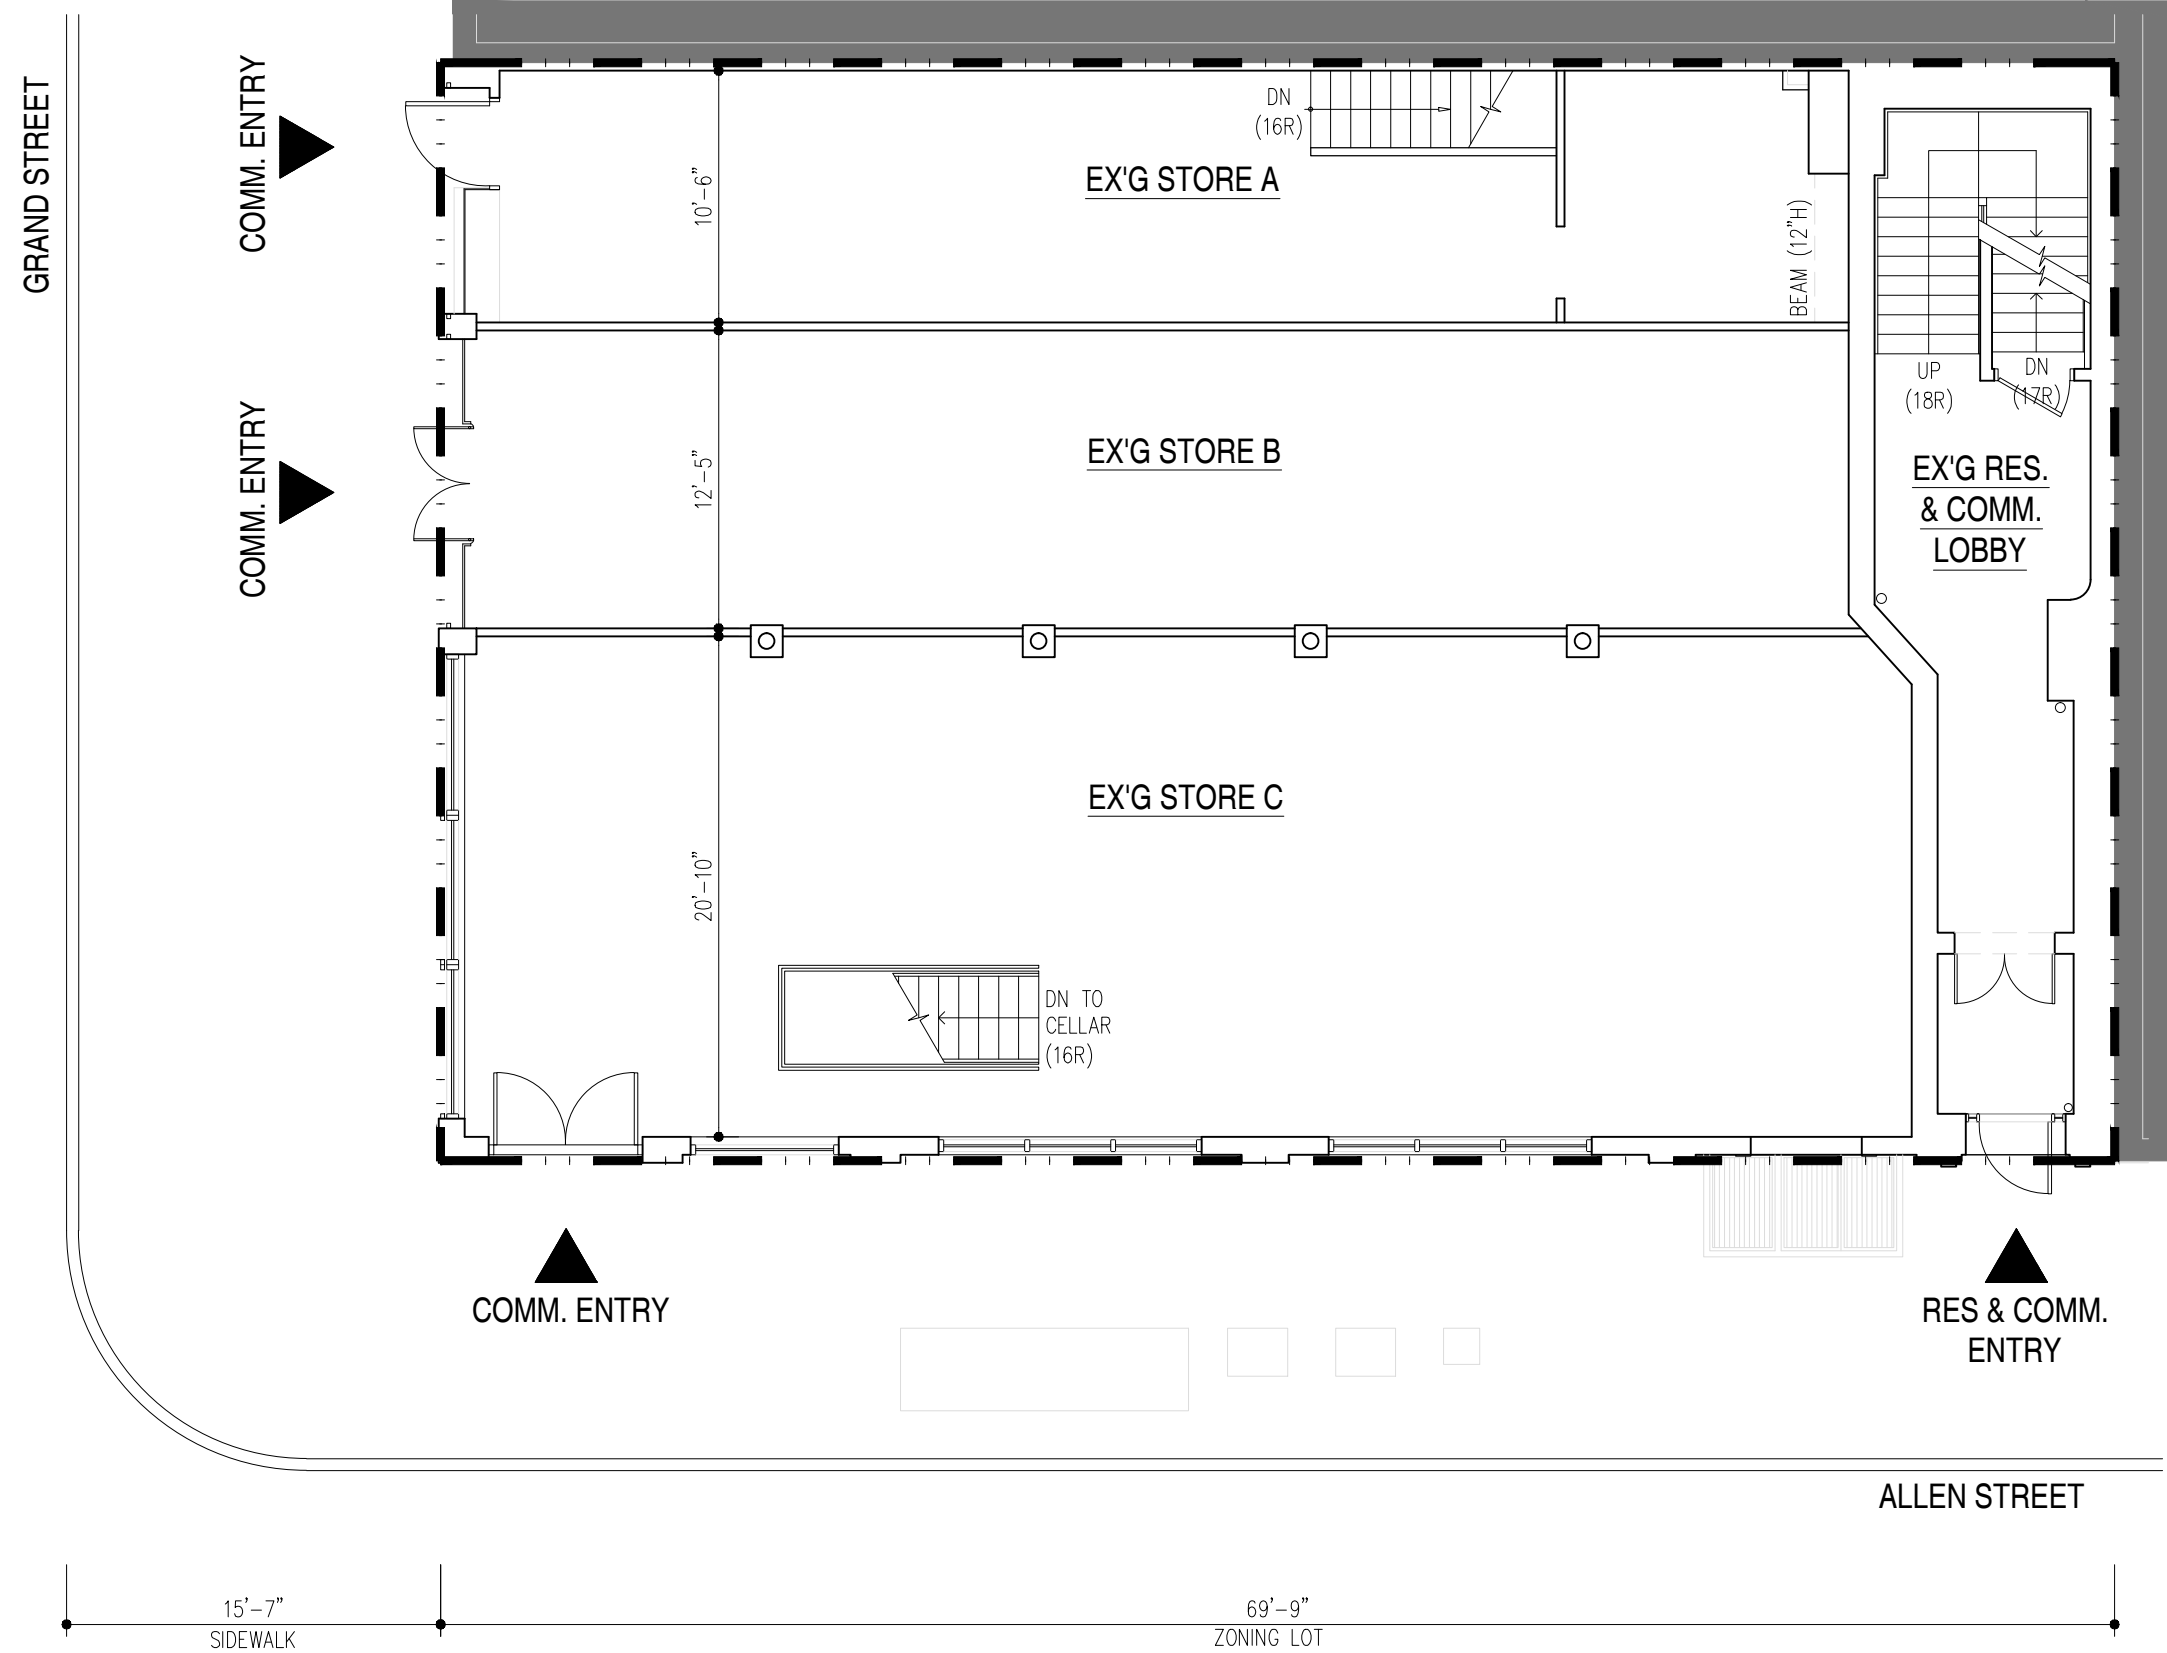 GRAND STREET
COMM. ENTRY
DN
(16R)
EX'G STORE A
10'-6"
BEAM (12"H)
UP
(18R)
DN
(17R)
COMM. ENTRY
EX'G STORE B
12'-5"
EX'G RES.
& COMM.
LOBBY
EX'G STORE C
20'-10"
DN TO
CELLAR
(16R)
COMM. ENTRY
RES & COMM.
ENTRY
ALLEN STREET
15'-7"
SIDEWALK
69'-9"
ZONING LOT